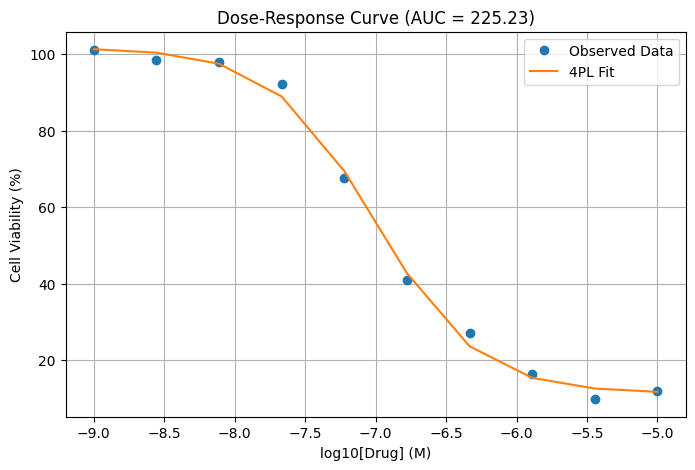 Dose-Response Curve (AUC = 225.23)
Observed Data
4PL Fit
Cell Viability (%)
100
80
60
40
20
−9.0 −8.5 −8.0 −7.5 −7.0 −6.5 −6.0 −5.5 −5.0
log10[Drug] (M)